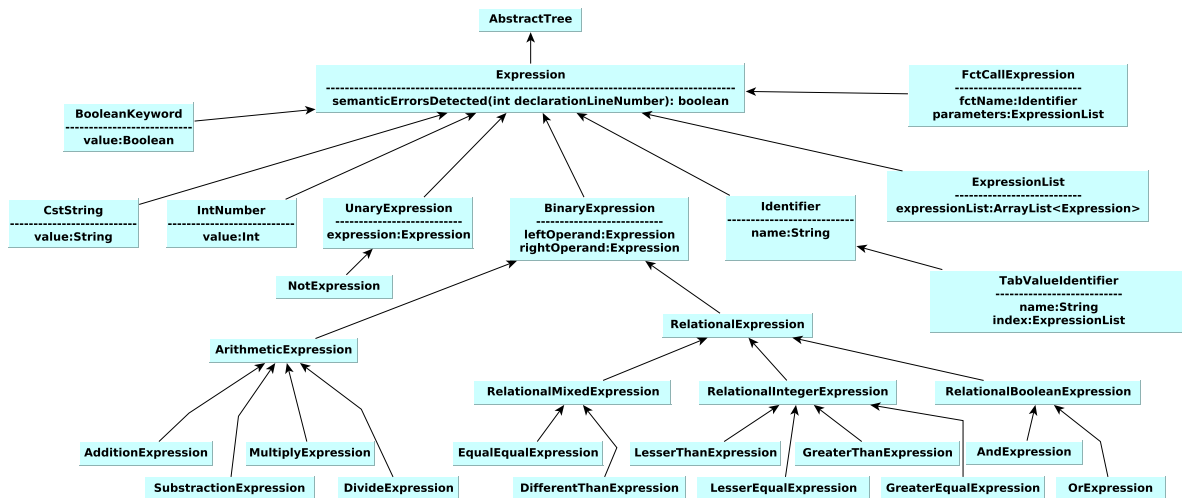 AbstractTree
Expression
---------------------------------------------------------------------------------------
semanticErrorsDetected(int declarationLineNumber): boolean
FctCallExpression
---------------------------
fctName:Identifier
parameters:ExpressionList
BooleanKeyword
---------------------------
value:Boolean
CstString
---------------------------
value:String
IntNumber
---------------------------
value:Int
UnaryExpression
---------------------------
expression:Expression
BinaryExpression
---------------------------
leftOperand:Expression
rightOperand:Expression
Identifier
---------------------------
name:String
ExpressionList
---------------------------
expressionList:ArrayList<Expression>
NotExpression
TabValueIdentifier
---------------------------
name:String
index:ExpressionList
ArithmeticExpression
RelationalExpression
RelationalMixedExpression
RelationalIntegerExpression
RelationalBooleanExpression
AdditionExpression
MultiplyExpression
EqualEqualExpression
LesserThanExpression
GreaterThanExpression
AndExpression
SubstractionExpression
DivideExpression
DifferentThanExpression
LesserEqualExpression
GreaterEqualExpression
OrExpression